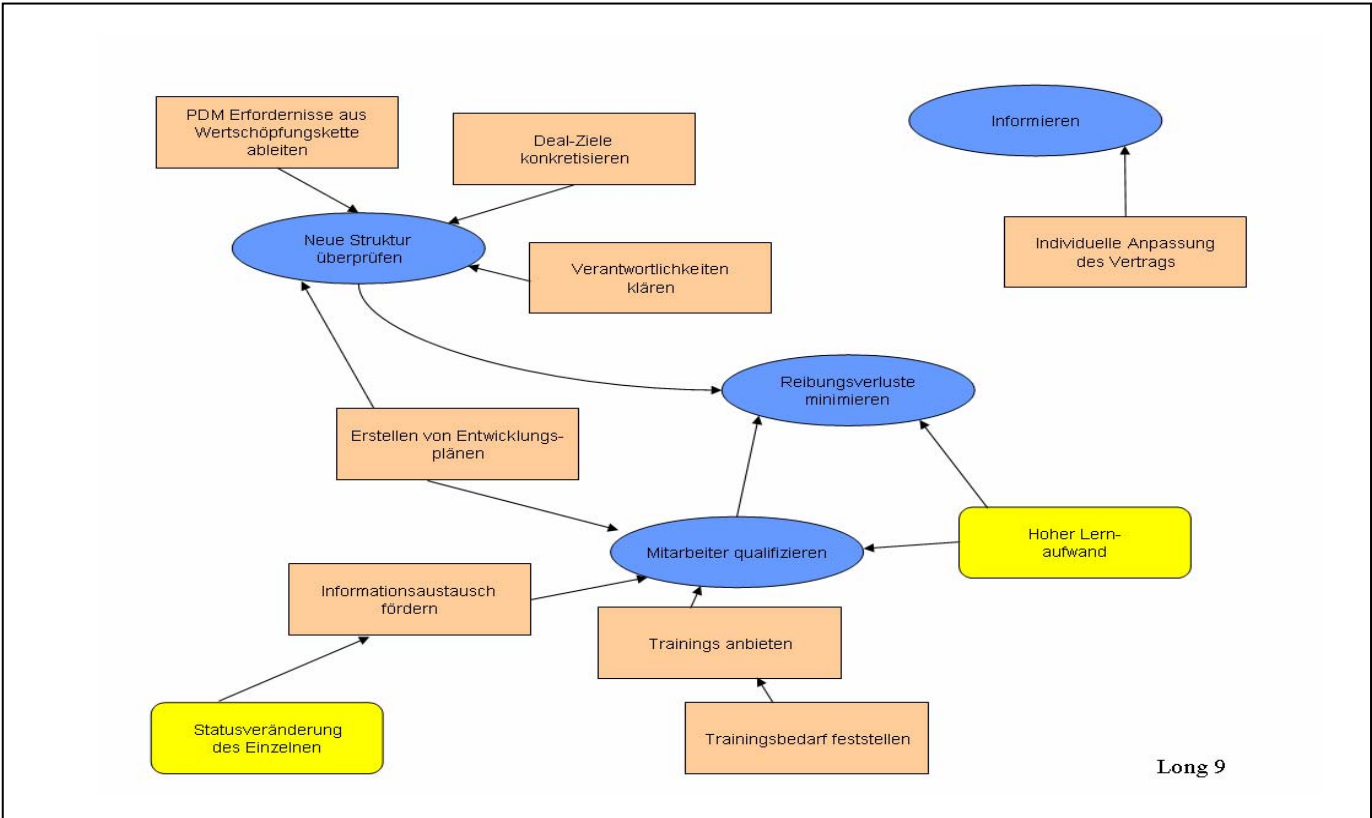 PDM Erfordernisse aus
Wertschöpfungskette
ableiten
Deal-Ziele
konkretisieren
Informieren
Neue Struktur
überprüfen
Verantwortlichkeiten
klären
Individuelle Anpassung
des Vertrags
Reibungsverluste
minimieren
Erstellen von Entwicklungs-
plänen
Mitarbeiter qualifizieren
Hoher Lern-
aufwand
Informationsaustausch
fördern
Trainings anbieten
Statusveränderung
des Einzelnen
Trainingsbedarf feststellen
Long 9